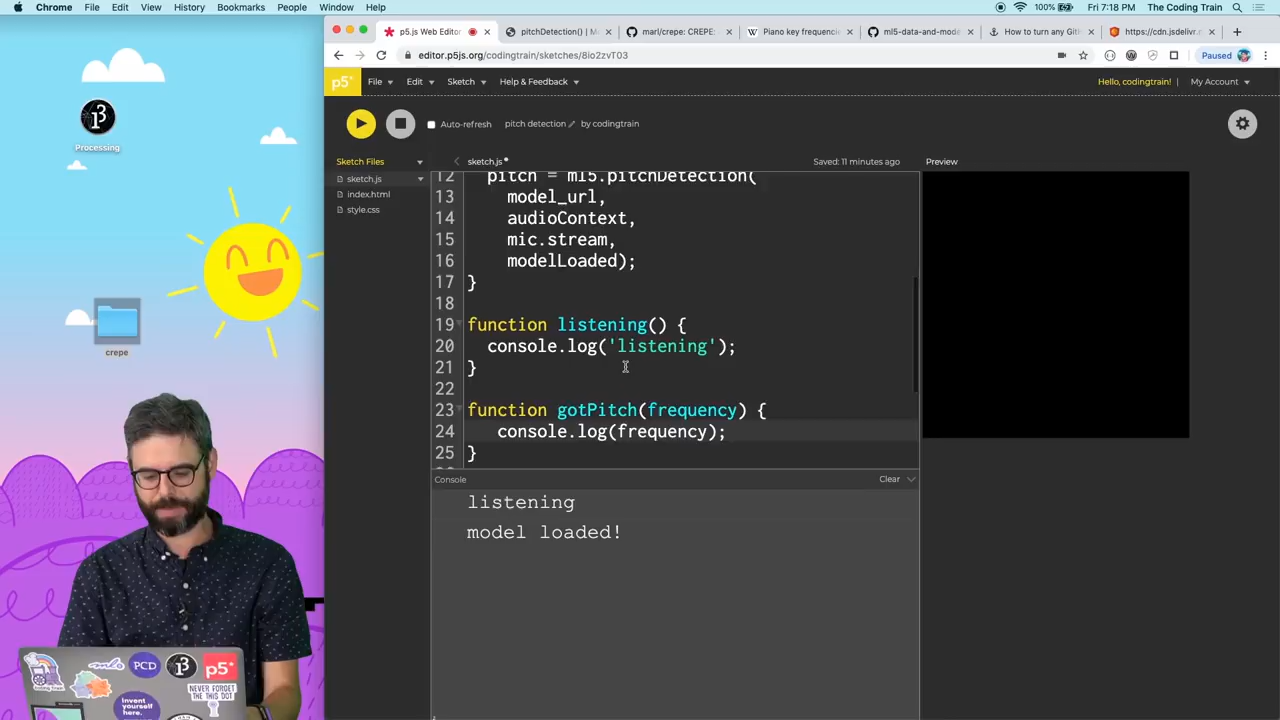 Chrome File Edit View History Bookmarks People Window Help
100% Fri 7:18 PM The Coding Train
p5.js Web Editor
pitchDetection() | M
marl/crepe: CREPE:
Piano key frequencie
ml5-data-and-mode
How to turn any GitH
https://cdn.jsdelivr.n
editor.p5js.org/codingtrain/sketches/8io2zvT03
Paused
p5* File Edit Sketch Help & Feedback
Hello, codingtrain! | My Account
Auto-refresh pitch detection by codingtrain
Sketch Files
sketch.js
index.html
style.css
sketch.js
Saved: 11 minutes ago
Preview
12 pitch = ml5.pitchDetection(
13 model_url,
14 audioContext,
15 mic.stream,
16 modelLoaded);
17 }
18
19 function listening() {
20 console.log('listening');
21 }
22
23 function gotPitch(frequency) {
24 console.log(frequency);
25 }
Console
Clear
listening
model loaded!
Processing
crepe
ml5
PCD
p5*
NEVER FORGET
THE THIS DOT
Invent
yourself
here.